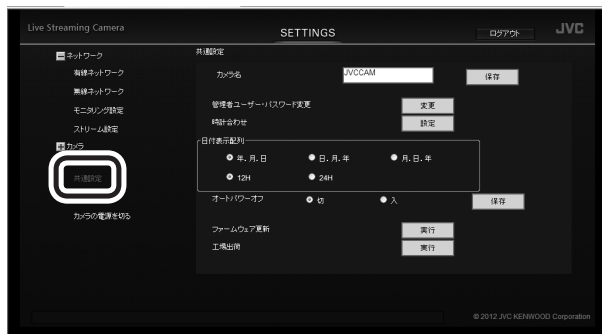 Live Streaming Camera
SETTINGS
ログアウト
JVC
ネットワーク
有線ネットワーク
無線ネットワーク
モニタリング設定
ストリーム設定
カメラ
共通設定
カメラの電源を切る
共通設定
カメラ名 JVCCAM 保存
管理者ユーザー・パスワード変更 変更
時計合わせ 設定
日付表示配列
年.月.日 日.月.年 月.日.年
12H 24H
オートパワーオフ 切 入 保存
ファームウェア更新 実行
工場出荷 実行
© 2012 JVC KENWOOD Corporation